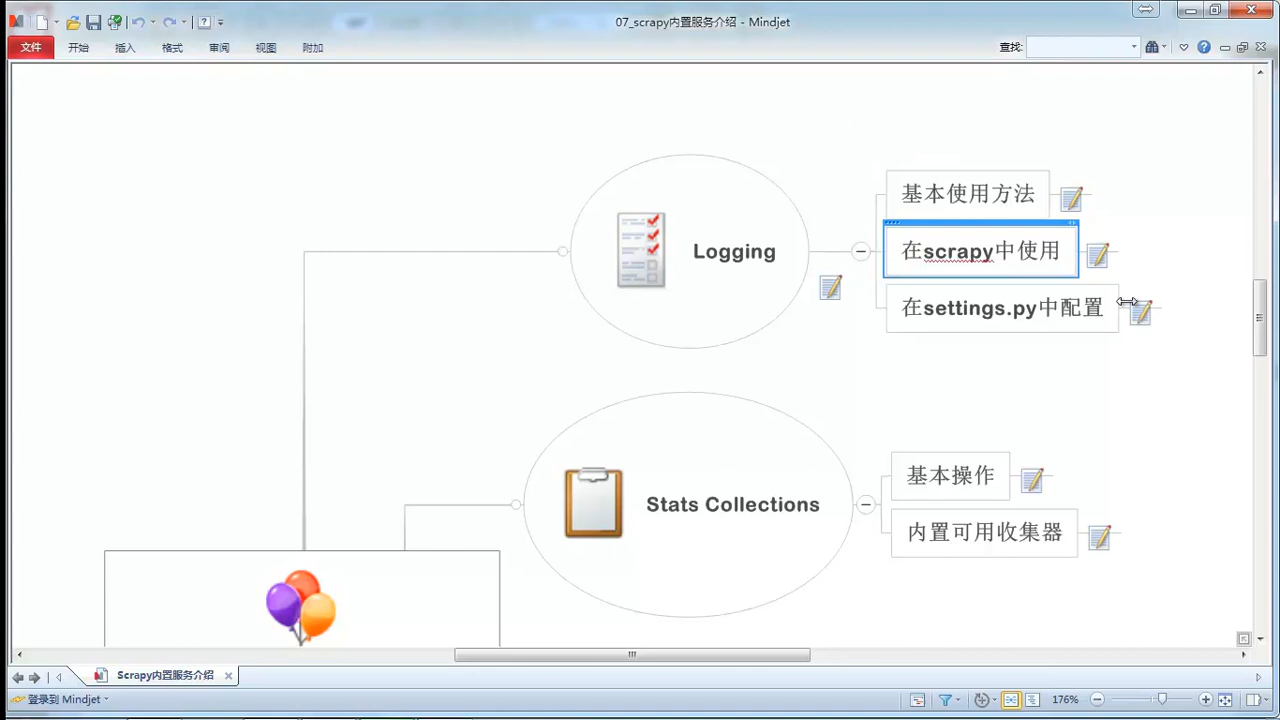 07_scrapy内置服务介绍 - Mindjet
文件 开始 插入 格式 审阅 视图 附加 查找:
基本使用方法
Logging
在scrapy中使用
在settings.py中配置
基本操作
Stats Collections
内置可用收集器
Scrapy内置服务介绍
登录到 Mindjet 176%